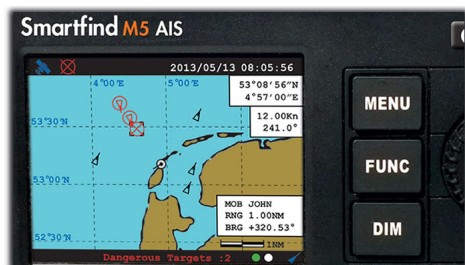 Smartfind M5 AIS
2013/05/13 08:05:56
4°00'E 5°00'E
53°08'56"N
4°57'00"E
12.00Kn
241.0°
53°30'N
53°00'N
52°30'N
MOB JOHN
RNG 1.00NM
BRG +320.53°
1NM
Dangerous Targets :2
MENU
FUNC
DIM